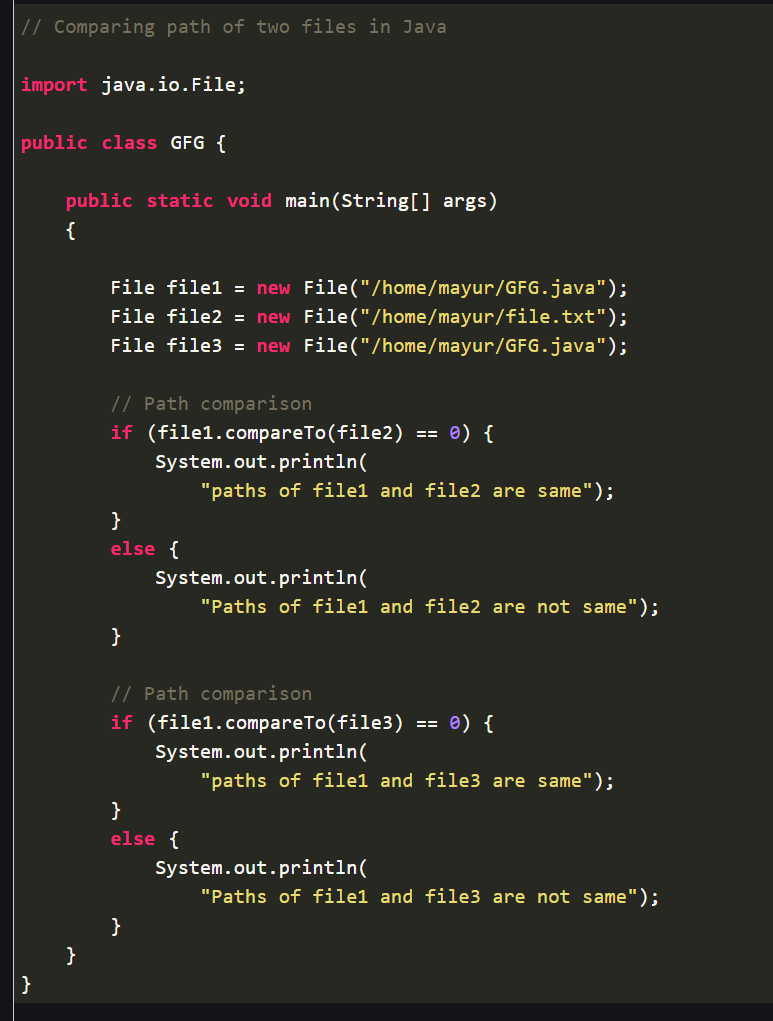 // Comparing path of two files in Java
import java.io.File;
public class GFG {
public static void main(String[] args)
{
File file1 = new File("/home/mayur/GFG.java");
File file2 = new File("/home/mayur/file.txt");
File file3 = new File("/home/mayur/GFG.java");
// Path comparison
if (file1.compareTo(file2) == 0) {
System.out.println(
"paths of file1 and file2 are same");
}
else {
System.out.println(
"Paths of file1 and file2 are not same");
}
// Path comparison
if (file1.compareTo(file3) == 0) {
System.out.println(
"paths of file1 and file3 are same");
}
else {
System.out.println(
"Paths of file1 and file3 are not same");
}
}
}